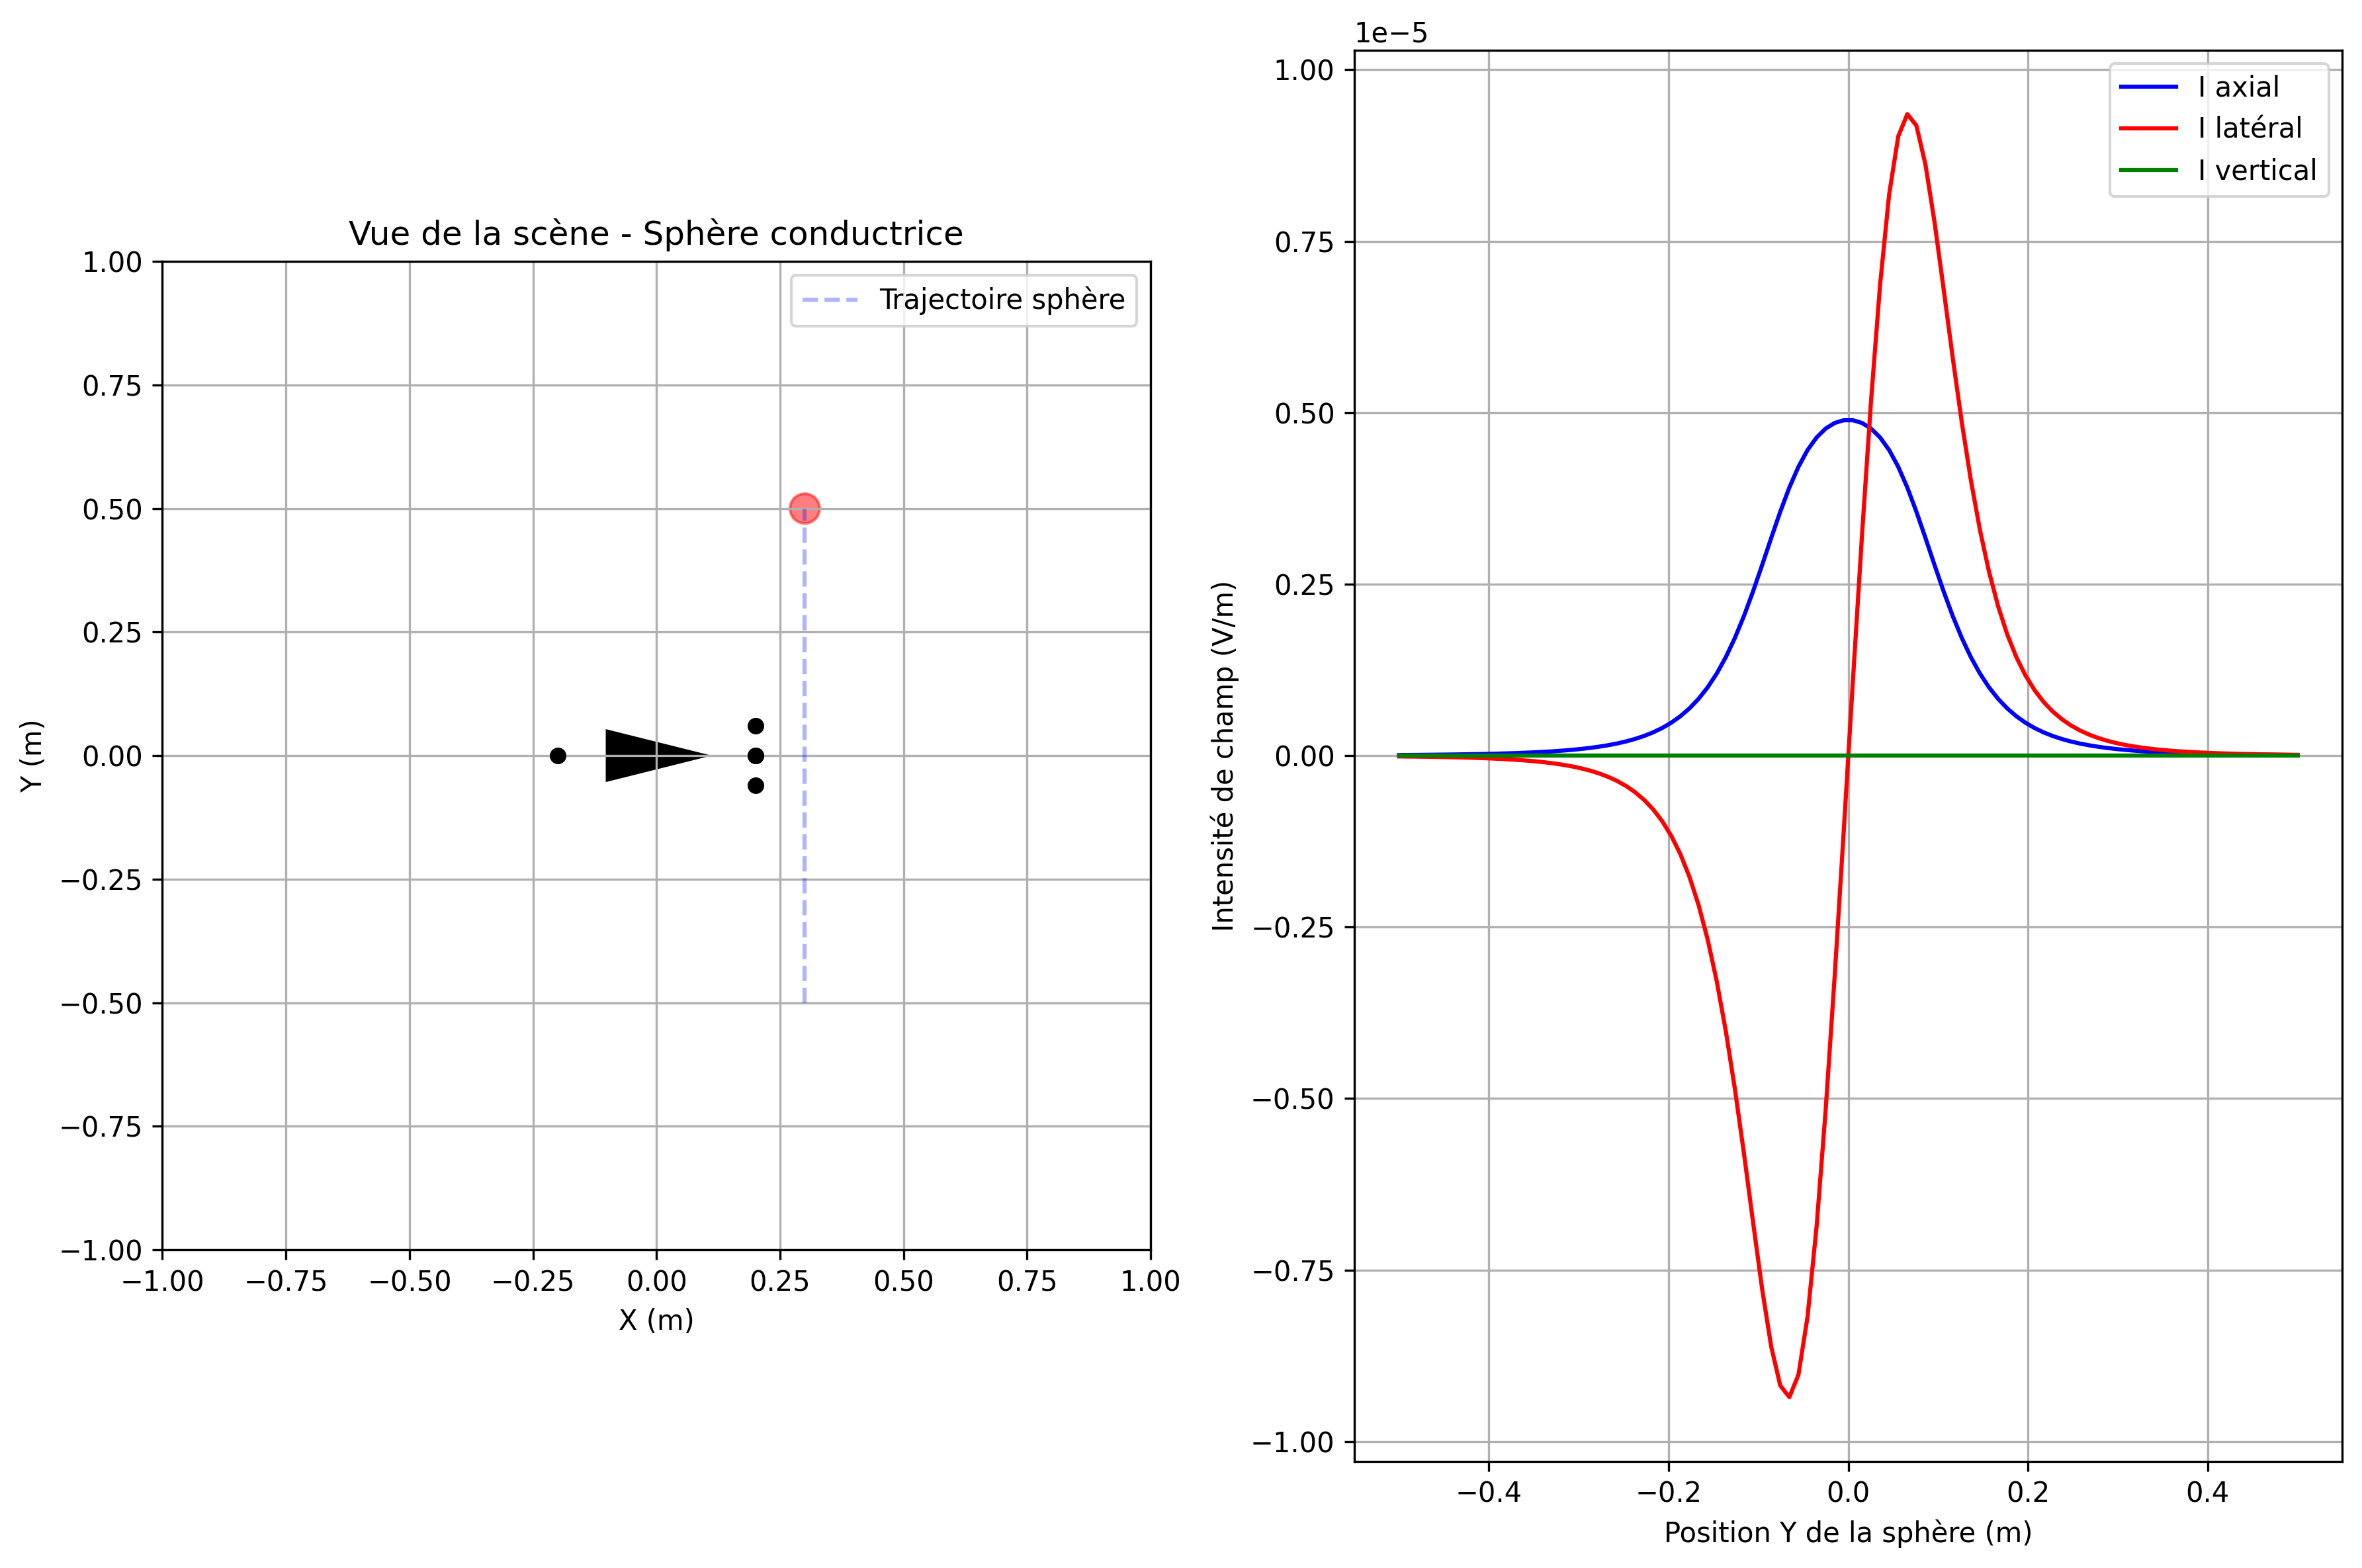 Vue de la scène - Sphère conductrice
1.00
0.75
0.50
0.25
0.00
−0.25
−0.50
−0.75
−1.00
Y (m)
Trajectoire sphère
−1.00 −0.75 −0.50 −0.25 0.00 0.25 0.50 0.75 1.00
X (m)
1e−5
1.00
0.75
0.50
0.25
0.00
−0.25
−0.50
−0.75
−1.00
Intensité de champ (V/m)
I axial
I latéral
I vertical
−0.4 −0.2 0.0 0.2 0.4
Position Y de la sphère (m)